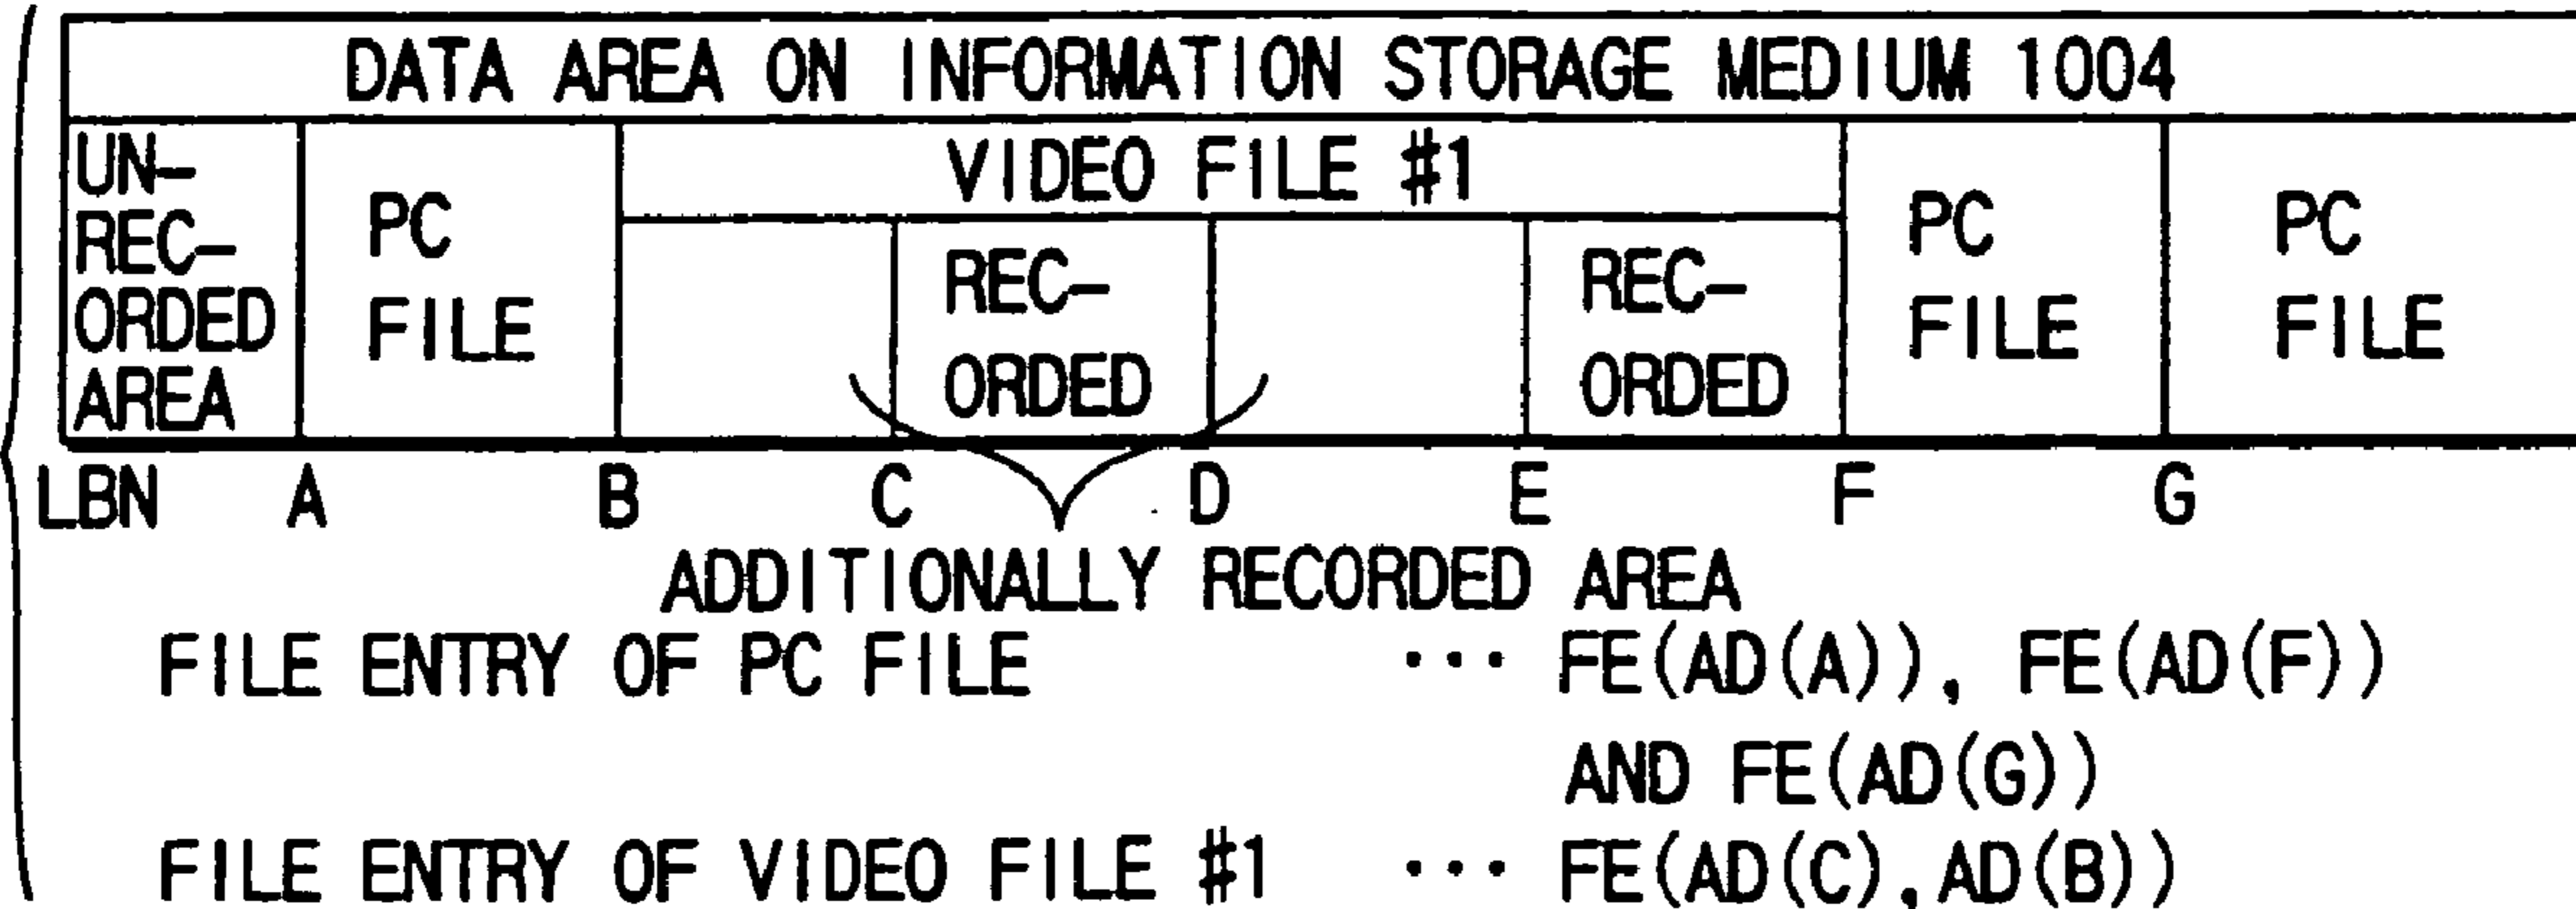 DATA AREA ON INFORMATION STORAGE MEDIUM 1004
UN-
REC-
ORDED
AREA
PC
FILE
VIDEO FILE #1
REC-
ORDED
REC-
ORDED
PC
FILE
PC
FILE
LBN A B C D E F G
ADDITIONALLY RECORDED AREA
FILE ENTRY OF PC FILE ··· FE(AD(A)), FE(AD(F))
AND FE(AD(G))
FILE ENTRY OF VIDEO FILE #1 ··· FE(AD(C),AD(B))